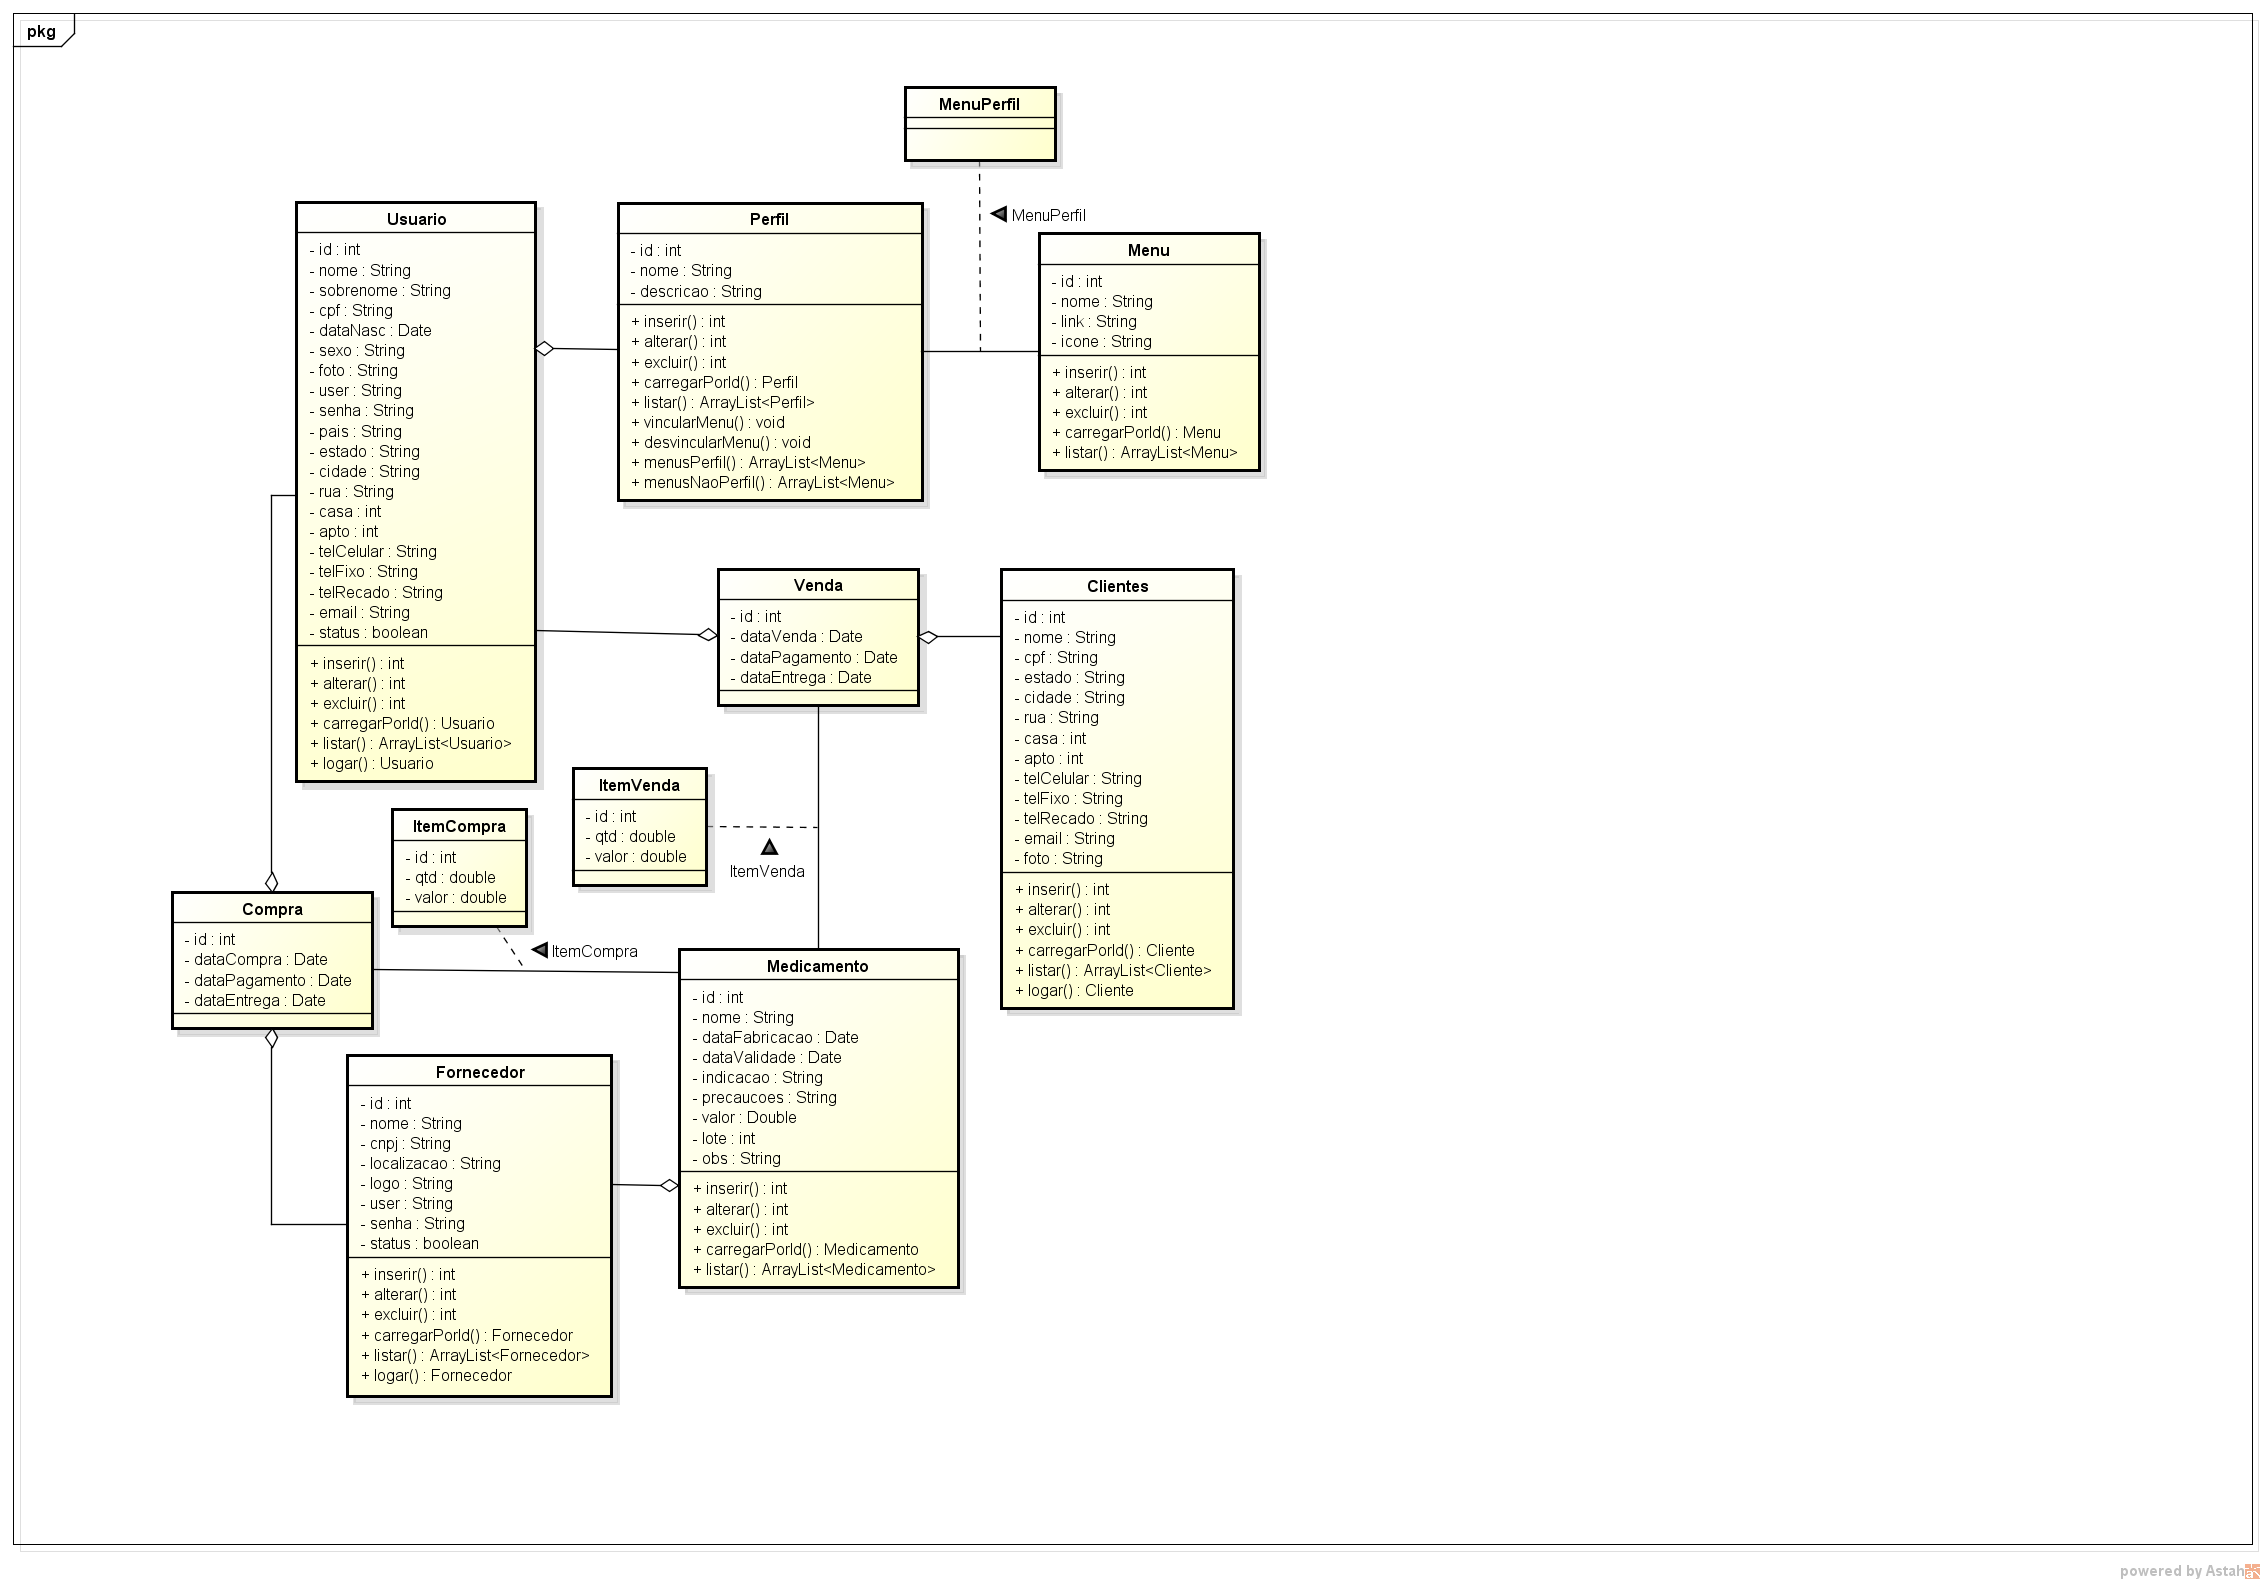 pkg
MenuPerfil
MenuPerfil
Usuario
- id : int
- nome : String
- sobrenome : String
- cpf : String
- dataNasc : Date
- sexo : String
- foto : String
- user : String
- senha : String
- pais : String
- estado : String
- cidade : String
- rua : String
- casa : int
- apto : int
- telCelular : String
- telFixo : String
- telRecado : String
- email : String
- status : boolean
+ inserir() : int
+ alterar() : int
+ excluir() : int
+ carregarPorId() : Usuario
+ listar() : ArrayList<Usuario>
+ logar() : Usuario
Perfil
- id : int
- nome : String
- descricao : String
+ inserir() : int
+ alterar() : int
+ excluir() : int
+ carregarPorId() : Perfil
+ listar() : ArrayList<Perfil>
+ vincularMenu() : void
+ desvincularMenu() : void
+ menusPerfil() : ArrayList<Menu>
+ menusNaoPerfil() : ArrayList<Menu>
Menu
- id : int
- nome : String
- link : String
- icone : String
+ inserir() : int
+ alterar() : int
+ excluir() : int
+ carregarPorId() : Menu
+ listar() : ArrayList<Menu>
Venda
- id : int
- dataVenda : Date
- dataPagamento : Date
- dataEntrega : Date
Clientes
- id : int
- nome : String
- cpf : String
- estado : String
- cidade : String
- rua : String
- casa : int
- apto : int
- telCelular : String
- telFixo : String
- telRecado : String
- email : String
- foto : String
+ inserir() : int
+ alterar() : int
+ excluir() : int
+ carregarPorId() : Cliente
+ listar() : ArrayList<Cliente>
+ logar() : Cliente
ItemVenda
- id : int
- qtd : double
- valor : double
ItemVenda
ItemCompra
- id : int
- qtd : double
- valor : double
ItemCompra
Compra
- id : int
- dataCompra : Date
- dataPagamento : Date
- dataEntrega : Date
Medicamento
- id : int
- nome : String
- dataFabricacao : Date
- dataValidade : Date
- indicacao : String
- precaucoes : String
- valor : Double
- lote : int
- obs : String
+ inserir() : int
+ alterar() : int
+ excluir() : int
+ carregarPorId() : Medicamento
+ listar() : ArrayList<Medicamento>
Fornecedor
- id : int
- nome : String
- cnpj : String
- localizacao : String
- logo : String
- user : String
- senha : String
- status : boolean
+ inserir() : int
+ alterar() : int
+ excluir() : int
+ carregarPorId() : Fornecedor
+ listar() : ArrayList<Fornecedor>
+ logar() : Fornecedor
powered by Astah